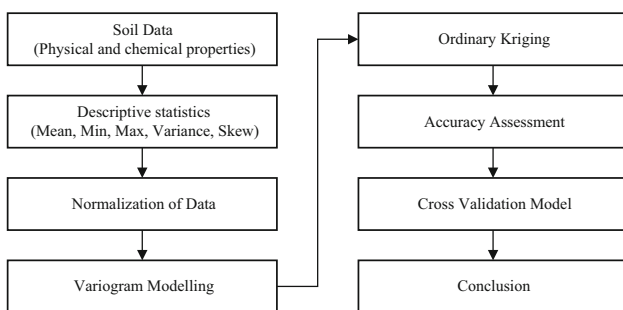 Soil Data
(Physical and chemical properties)
Descriptive statistics
(Mean, Min, Max, Variance, Skew)
Normalization of Data
Variogram Modelling
Ordinary Kriging
Accuracy Assessment
Cross Validation Model
Conclusion